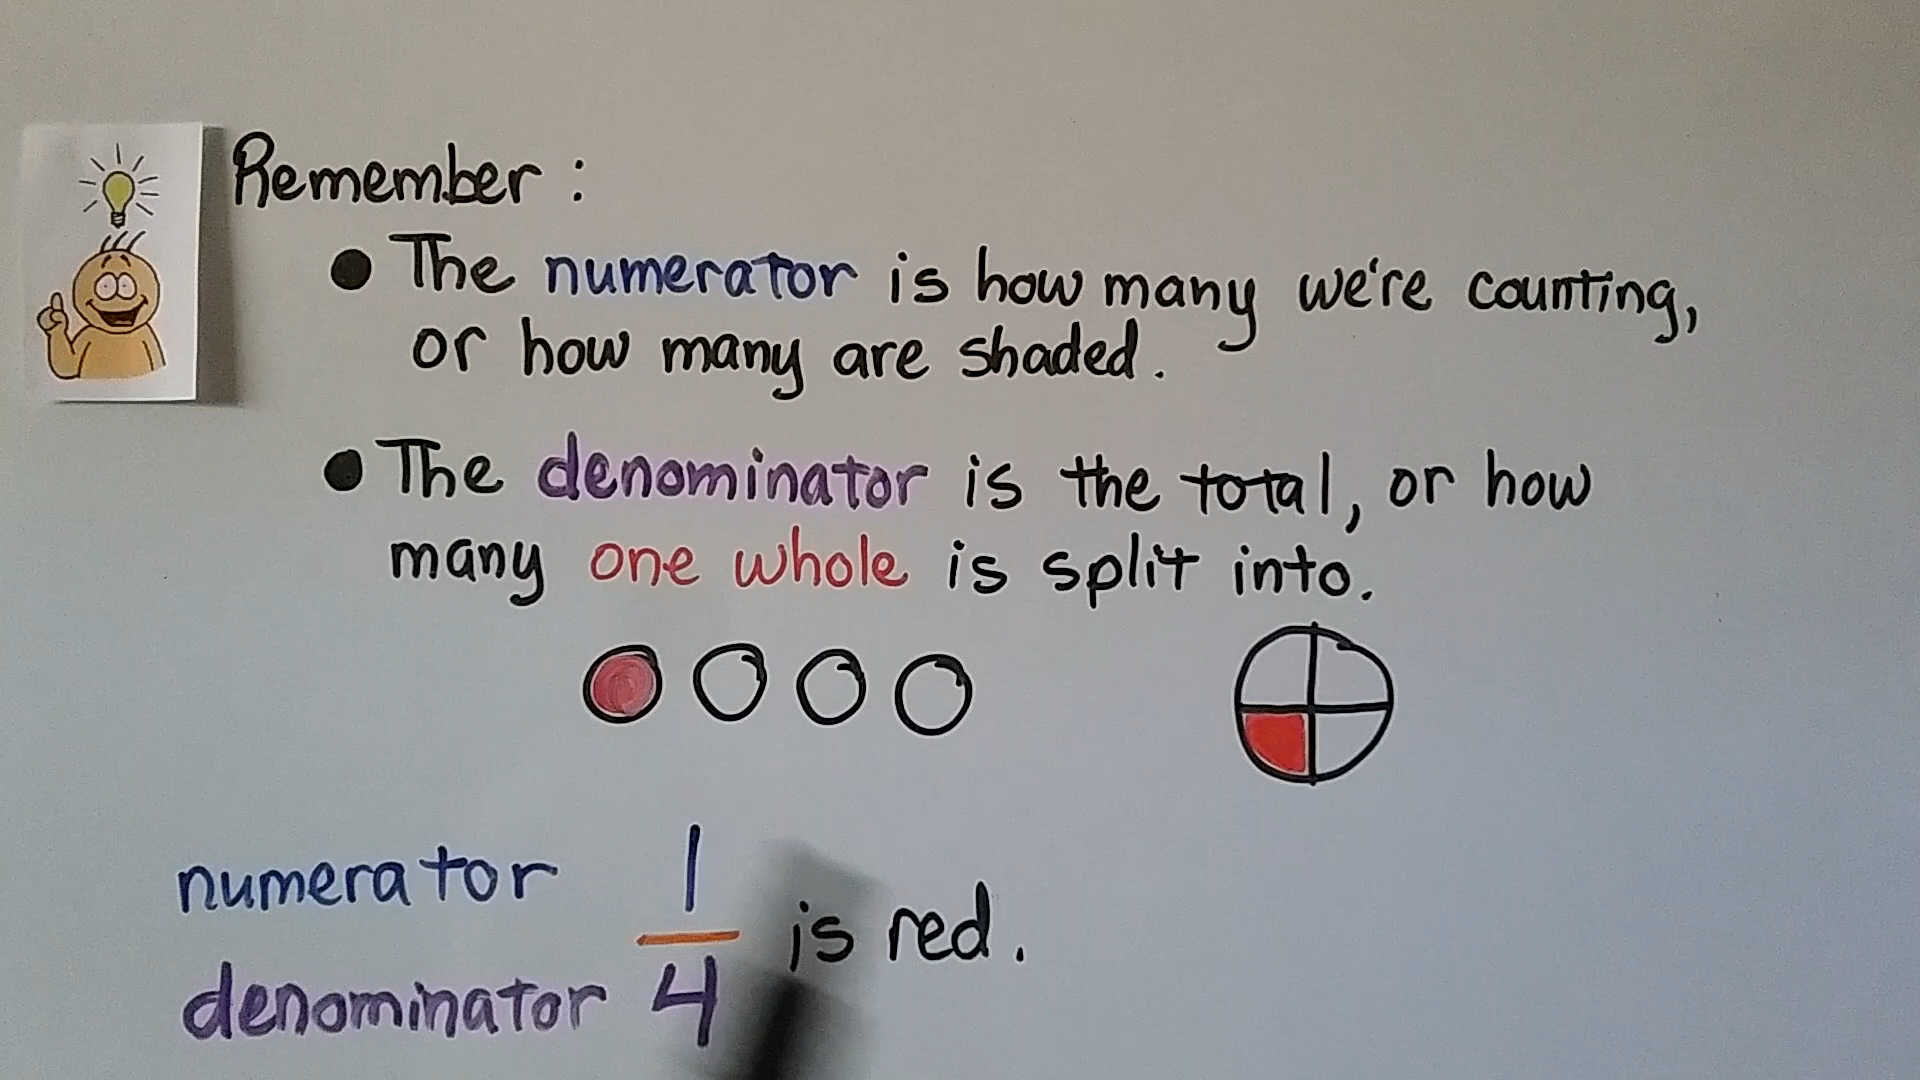 Remember:
• The numerator is how many we're counting,
or how many are shaded.
• The denominator is the total, or how
many one whole is split into.
numerator 1
is red.
denominator 4